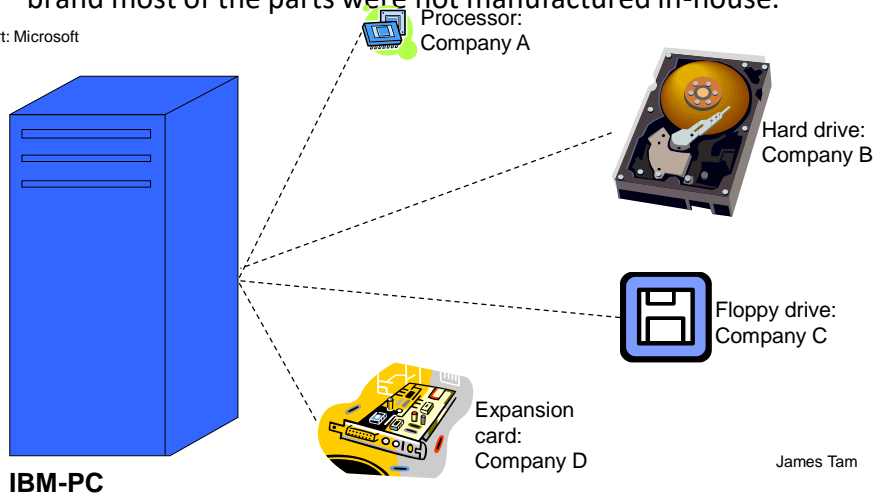 brand most of the parts were not manufactured in-house.
rt: Microsoft
Processor:
Company A
Hard drive:
Company B
Floppy drive:
Company C
Expansion
card:
Company D
James Tam
IBM-PC